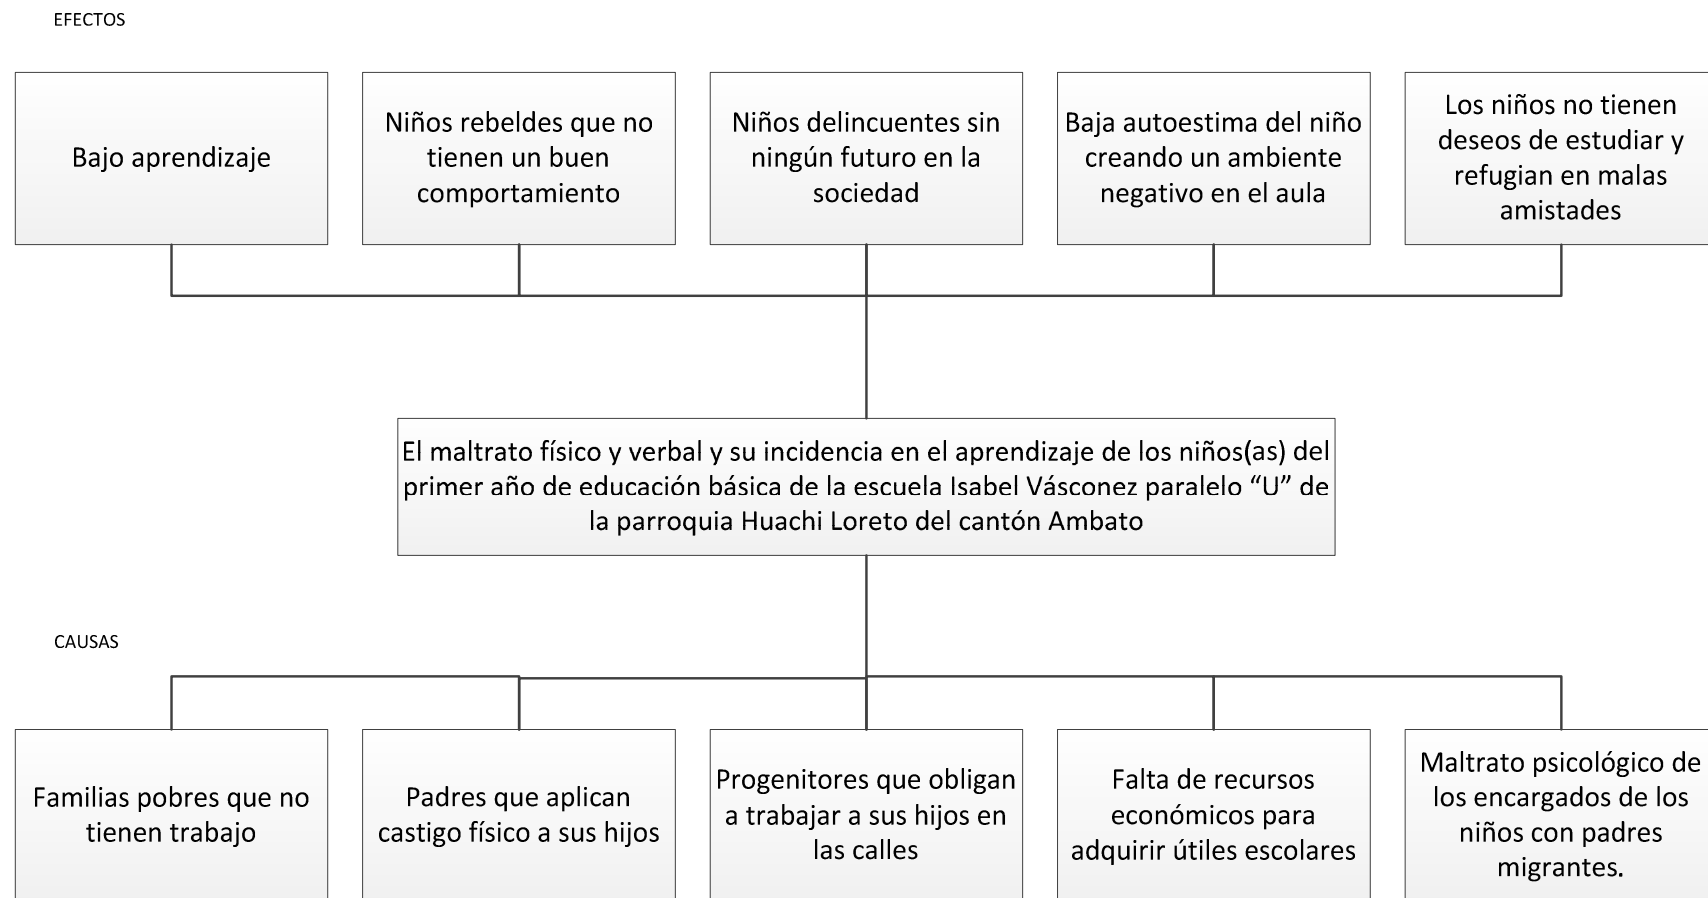 EFECTOS
Bajo aprendizaje
Niños rebeldes que no
tienen un buen
comportamiento
Niños delincuentes sin
ningún futuro en la
sociedad
Baja autoestima del niño
creando un ambiente
negativo en el aula
Los niños no tienen
deseos de estudiar y
refugian en malas
amistades
El maltrato físico y verbal y su incidencia en el aprendizaje de los niños(as) del
primer año de educación básica de la escuela Isabel Vásconez paralelo “U” de
la parroquia Huachi Loreto del cantón Ambato
CAUSAS
Familias pobres que no
tienen trabajo
Padres que aplican
castigo físico a sus hijos
Progenitores que obligan
a trabajar a sus hijos en
las calles
Falta de recursos
económicos para
adquirir útiles escolares
Maltrato psicológico de
los encargados de los
niños con padres
migrantes.